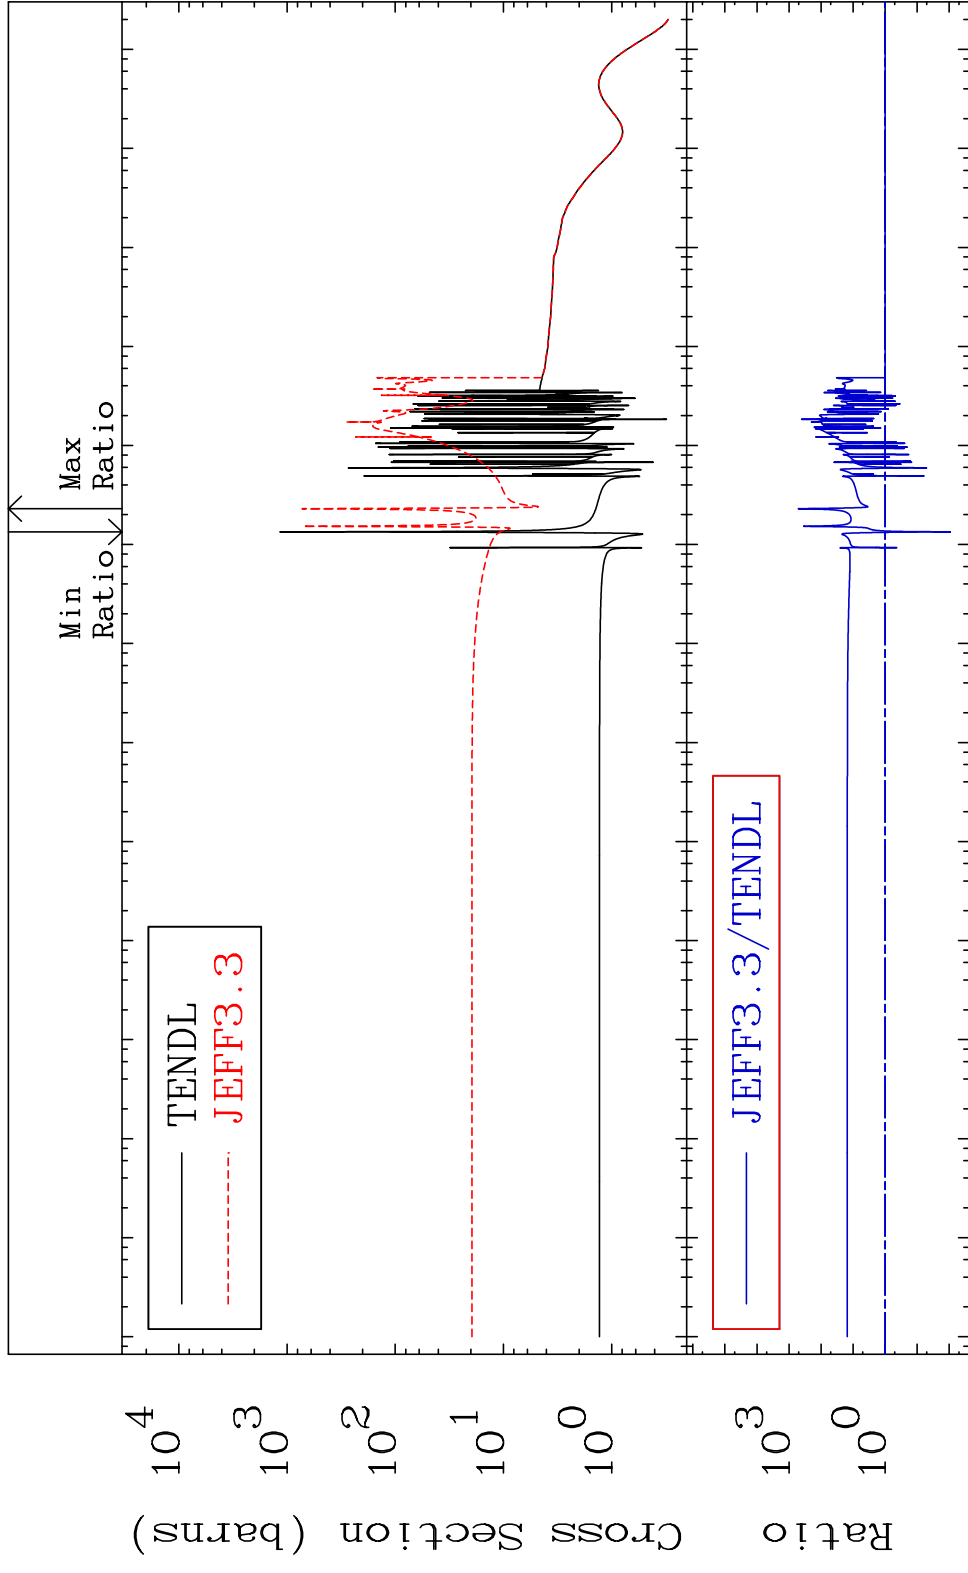 Min
Ratio
Max
Ratio
TENDL
JEFF3.3
10^4
10^3
10^2
10^1
10^0
Cross Section (barns)
JEFF3.3/TENDL
10^3
10^0
Ratio